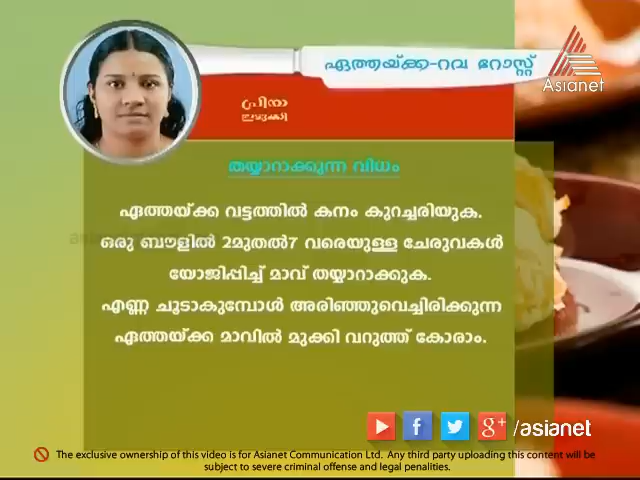 ഏത്തയ്ക്ക-റവ റോസ്റ്റ്
Asianet
പ്രീനാ
ഇടുക്കി
തയ്യാറാക്കുന്ന വിധം
ഏത്തയ്ക്ക വട്ടത്തിൽ കനം കുറച്ചരിയുക.
ഒരു ബൗളിൽ 2മുതൽ7 വരെയുള്ള ചേരുവകൾ
യോജിപ്പിച്ച് മാവ് തയ്യാറാക്കുക.
എണ്ണ ചൂടാകുമ്പോൾ അരിഞ്ഞുവെച്ചിരിക്കുന്ന
ഏത്തയ്ക്ക മാവിൽ മുക്കി വറുത്ത് കോരാം.
/asianet
The exclusive ownership of this video is for Asianet Communication Ltd. Any third party uploading this content will be
subject to severe criminal offense and legal penalities.